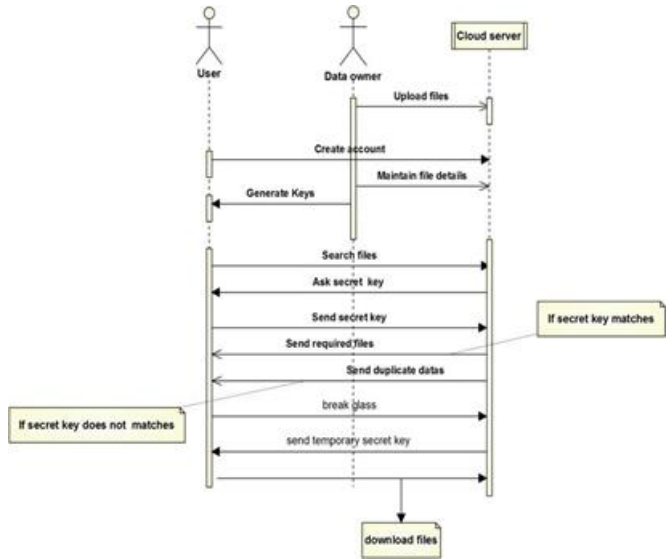 User
Data owner
Cloud server
Upload files
Create account
Maintain file details
Generate Keys
Search files
Ask secret key
Send secret key
If secret key matches
Send required files
Send duplicate datas
If secret key does not matches
break glass
send temporary secret key
download files